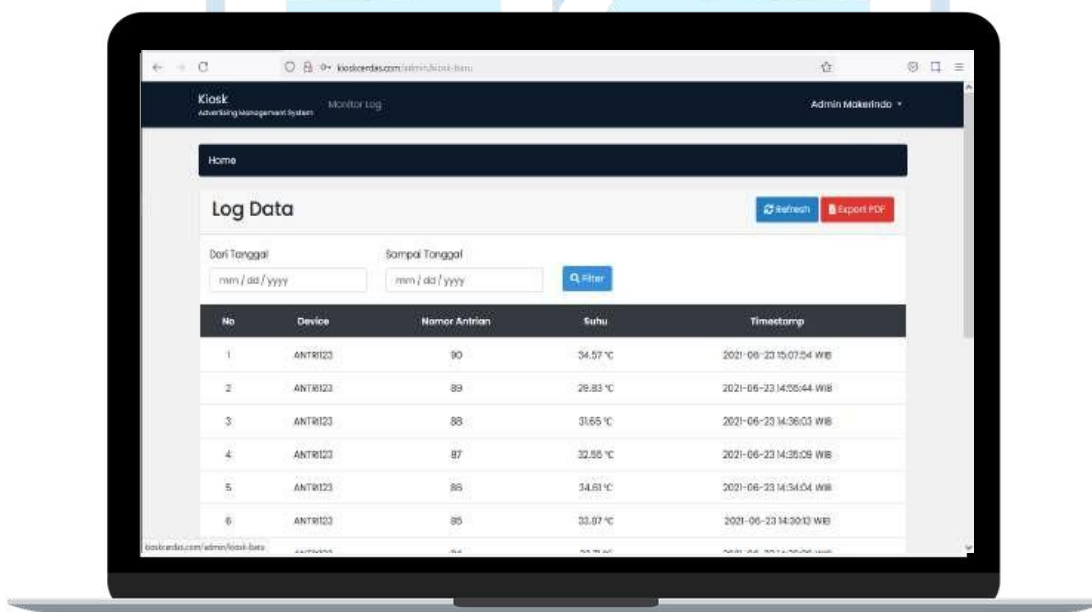 kioskcerdas.com/admin/kiosk-baru
Kiosk
Advertising Management System
Monitor Log
Admin Makerindo
Home
Log Data
Refresh
Export PDF
Dari Tanggal
Sampai Tanggal
mm / dd / yyyy
mm / dd / yyyy
Filter
No Device Nomor Antrian Suhu Timestamp
1 ANTRI123 90 34.57 °C 2021-06-23 15:07:54 WIB
2 ANTRI123 89 29.83 °C 2021-06-23 14:55:44 WIB
3 ANTRI123 88 31.65 °C 2021-06-23 14:36:03 WIB
4 ANTRI123 87 32.55 °C 2021-06-23 14:35:09 WIB
5 ANTRI123 86 34.61 °C 2021-06-23 14:34:04 WIB
6 ANTRI123 85 33.87 °C 2021-06-23 14:30:13 WIB
kioskcerdas.com/admin/kiosk-baru